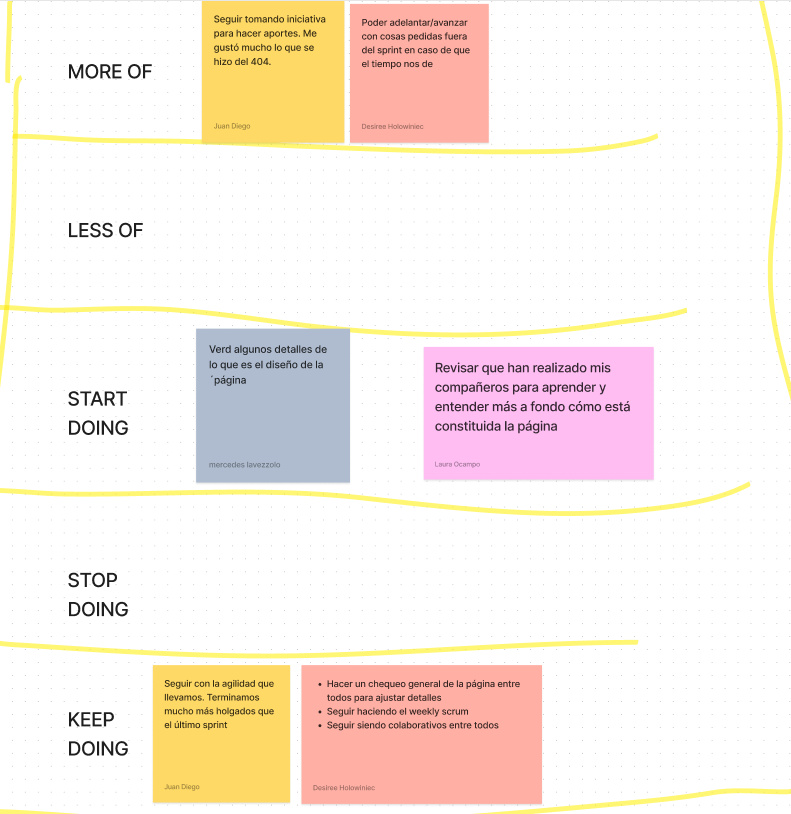 MORE OF
Seguir tomando iniciativa
para hacer aportes. Me
gustó mucho lo que se
hizo del 404.
Juan Diego
Poder adelantar/avanzar
con cosas pedidas fuera
del sprint en caso de que
el tiempo nos de
Desiree Holowiniec
LESS OF
START
DOING
Verd algunos detalles de
lo que es el diseño de la
´página
mercedes lavezzolo
Revisar que han realizado mis
compañeros para aprender y
entender más a fondo cómo está
constituida la página
Laura Ocampo
STOP
DOING
KEEP
DOING
Seguir con la agilidad que
llevamos. Terminamos
mucho más holgados que
el último sprint
Juan Diego
• Hacer un chequeo general de la página entre
todos para ajustar detalles
• Seguir haciendo el weekly scrum
• Seguir siendo colaborativos entre todos
Desiree Holowiniec